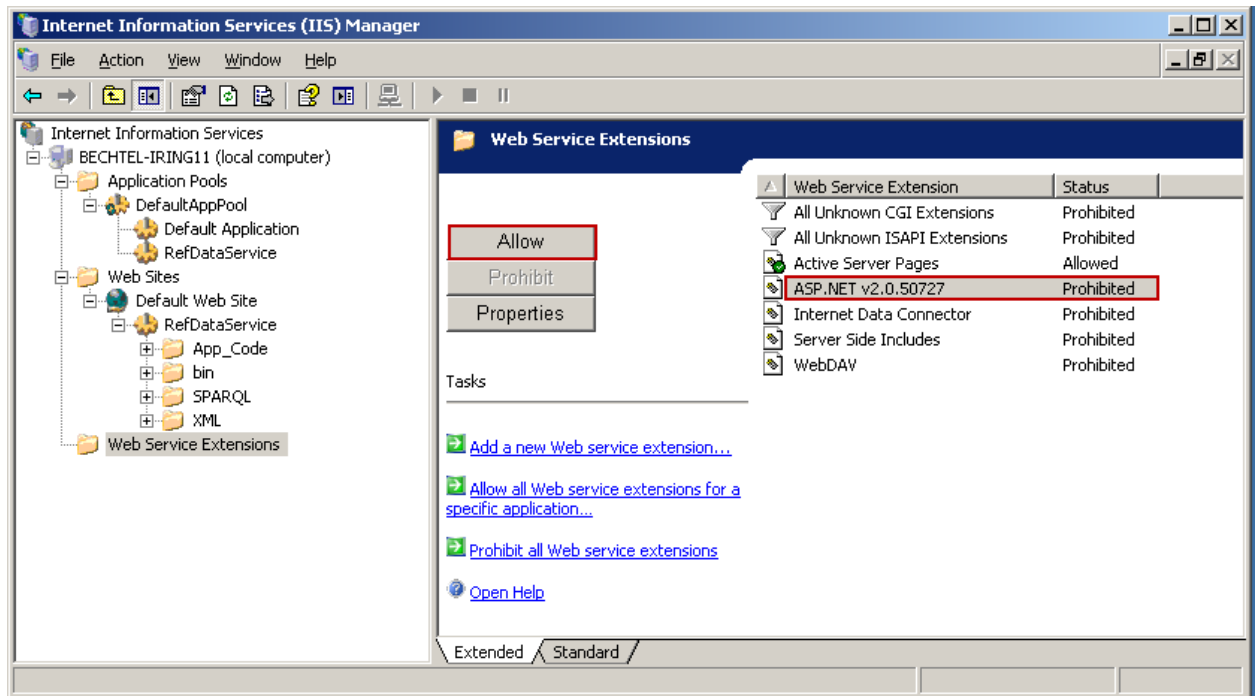 Internet Information Services (IIS) Manager
File Action View Window Help
Internet Information Services
BECHTEL-IRING11 (local computer)
Application Pools
DefaultAppPool
Default Application
RefDataService
Web Sites
Default Web Site
RefDataService
App_Code
bin
SPARQL
XML
Web Service Extensions
Web Service Extensions
Allow
Prohibit
Properties
Tasks
Add a new Web service extension...
Allow all Web service extensions for a
specific application...
Prohibit all Web service extensions
Open Help
Web Service Extension Status
All Unknown CGI Extensions Prohibited
All Unknown ISAPI Extensions Prohibited
Active Server Pages Allowed
ASP.NET v2.0.50727 Prohibited
Internet Data Connector Prohibited
Server Side Includes Prohibited
WebDAV Prohibited
Extended Standard